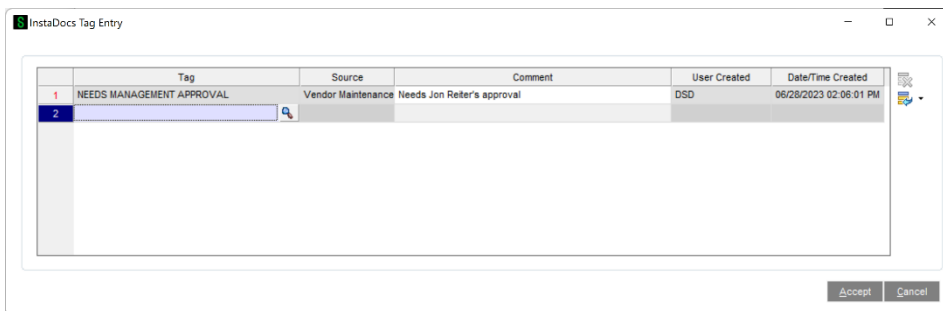 S InstaDocs Tag Entry
Tag Source Comment User Created Date/Time Created
1 NEEDS MANAGEMENT APPROVAL Vendor Maintenance Needs Jon Reiter's approval DSD 06/28/2023 02:06:01 PM
2
Accept Cancel